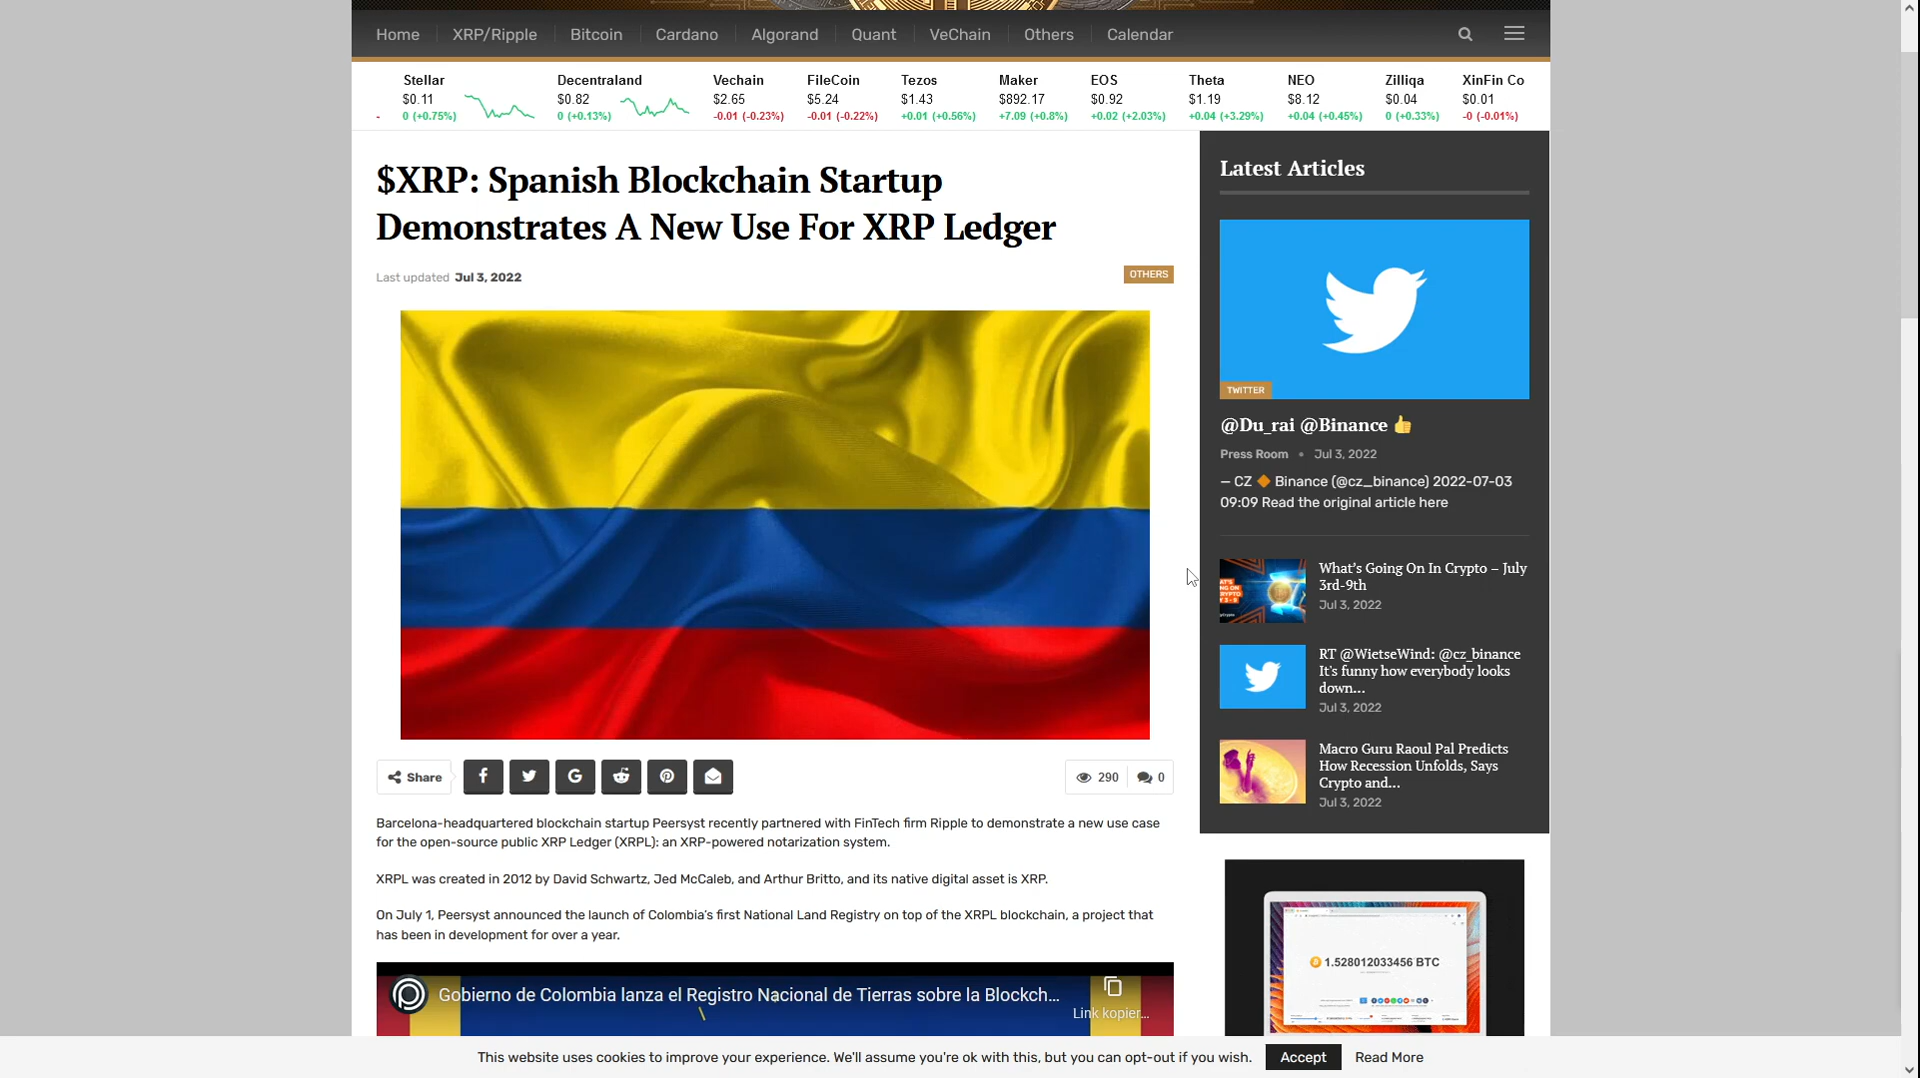 Home XRP/Ripple Bitcoin Cardano Algorand Quant VeChain Others Calendar
Stellar Decentraland Vechain FileCoin Tezos Maker EOS Theta NEO Zilliqa XinFin Co
$0.11 $0.82 $2.65 $5.24 $1.43 $892.17 $0.92 $1.19 $8.12 $0.04 $0.01
- 0 (+0.75%) 0 (+0.13%) -0.01 (-0.23%) -0.01 (-0.22%) +0.01 (+0.56%) +7.09 (+0.8%) +0.02 (+2.03%) +0.04 (+3.29%) +0.04 (+0.45%) 0 (+0.33%) -0 (-0.01%)
$XRP: Spanish Blockchain Startup
Demonstrates A New Use For XRP Ledger
Last updated Jul 3, 2022
OTHERS
Share
290 0
Barcelona-headquartered blockchain startup Peersyst recently partnered with FinTech firm Ripple to demonstrate a new use case
for the open-source public XRP Ledger (XRPL): an XRP-powered notarization system.
XRPL was created in 2012 by David Schwartz, Jed McCaleb, and Arthur Britto, and its native digital asset is XRP.
On July 1, Peersyst announced the launch of Colombia's first National Land Registry on top of the XRPL blockchain, a project that
has been in development for over a year.
Gobierno de Colombia lanza el Registro Nacional de Tierras sobre la Blockch...
Link kopier...
Latest Articles
TWITTER
@Du_rai @Binance 👍
Press Room • Jul 3, 2022
— CZ 🔶 Binance (@cz_binance) 2022-07-03
09:09 Read the original article here
What's Going On In Crypto – July
3rd-9th
Jul 3, 2022
RT @WietseWind: @cz_binance
It's funny how everybody looks
down...
Jul 3, 2022
Macro Guru Raoul Pal Predicts
How Recession Unfolds, Says
Crypto and...
Jul 3, 2022
1.528012033456 BTC
This website uses cookies to improve your experience. We'll assume you're ok with this, but you can opt-out if you wish. Accept Read More